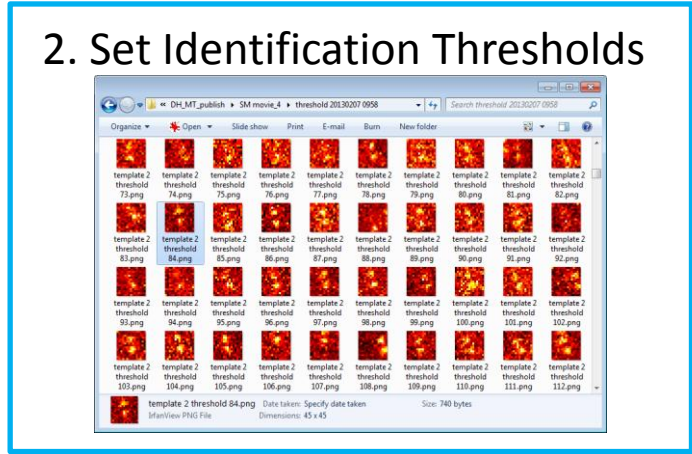 2. Set Identification Thresholds
« DH_MT_publish ▸ SM movie_4 ▸ threshold 20130207 0958
Search threshold 20130207 0958
Organize Open Slide show Print E-mail Burn New folder
template 2 template 2 template 2 template 2 template 2 template 2 template 2 template 2 template 2 template 2
threshold threshold threshold threshold threshold threshold threshold threshold threshold threshold
73.png 74.png 75.png 76.png 77.png 78.png 79.png 80.png 81.png 82.png
template 2 template 2 template 2 template 2 template 2 template 2 template 2 template 2 template 2 template 2
threshold threshold threshold threshold threshold threshold threshold threshold threshold threshold
83.png 84.png 85.png 86.png 87.png 88.png 89.png 90.png 91.png 92.png
template 2 template 2 template 2 template 2 template 2 template 2 template 2 template 2 template 2 template 2
threshold threshold threshold threshold threshold threshold threshold threshold threshold threshold
93.png 94.png 95.png 96.png 97.png 98.png 99.png 100.png 101.png 102.png
template 2 template 2 template 2 template 2 template 2 template 2 template 2 template 2 template 2 template 2
threshold threshold threshold threshold threshold threshold threshold threshold threshold threshold
103.png 104.png 105.png 106.png 107.png 108.png 109.png 110.png 111.png 112.png
template 2 threshold 84.png Date taken: Specify date taken Size: 740 bytes
IrfanView PNG File Dimensions: 45 x 45